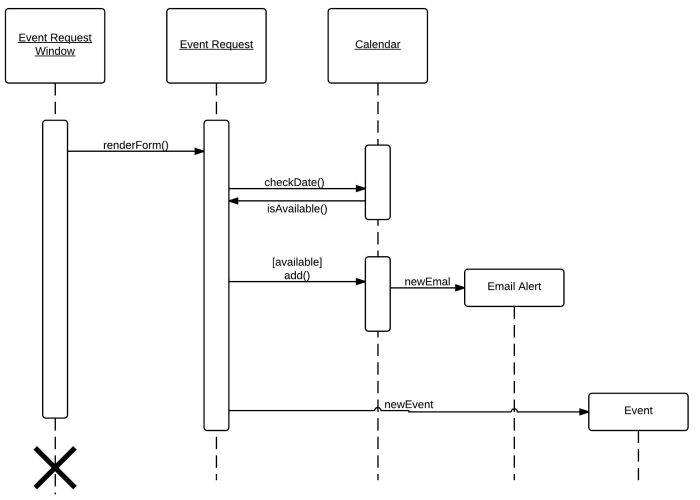 Event Request
Window
Event Request
Calendar
renderForm()
checkDate()
isAvailable()
[available]
add()
newEmal
Email Alert
newEvent
Event